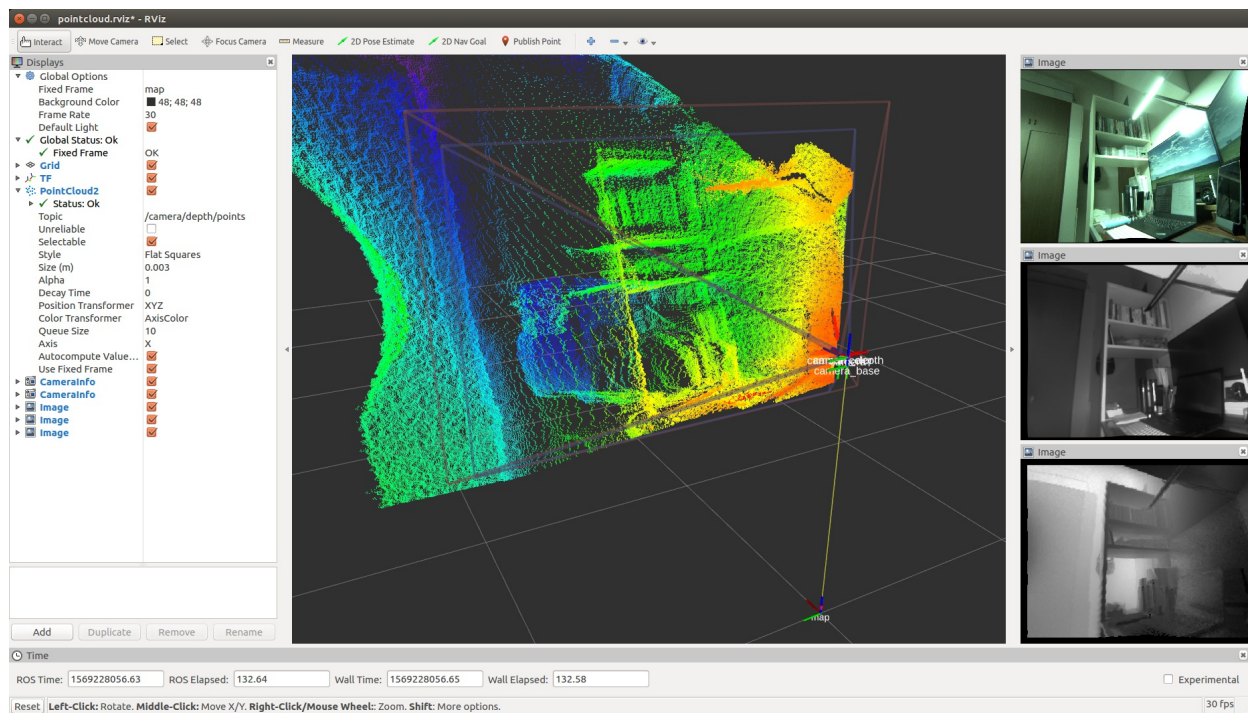 pointcloud.rviz* - RViz
Interact Move Camera Select Focus Camera Measure 2D Pose Estimate 2D Nav Goal Publish Point
Displays
Global Options
Fixed Frame map
Background Color 48; 48; 48
Frame Rate 30
Default Light
Global Status: Ok
Fixed Frame OK
Grid
TF
PointCloud2
Status: Ok
Topic /camera/depth/points
Unreliable
Selectable
Style Flat Squares
Size (m) 0.003
Alpha 1
Decay Time 0
Position Transformer XYZ
Color Transformer AxisColor
Queue Size 10
Axis X
Autocompute Value...
Use Fixed Frame
CameraInfo
CameraInfo
Image
Image
Image
Add Duplicate Remove Rename
camera_base
map
Image
Image
Image
Time
ROS Time: 1569228056.63 ROS Elapsed: 132.64 Wall Time: 1569228056.65 Wall Elapsed: 132.58 Experimental
Reset Left-Click: Rotate. Middle-Click: Move X/Y. Right-Click/Mouse Wheel:: Zoom. Shift: More options. 30 fps